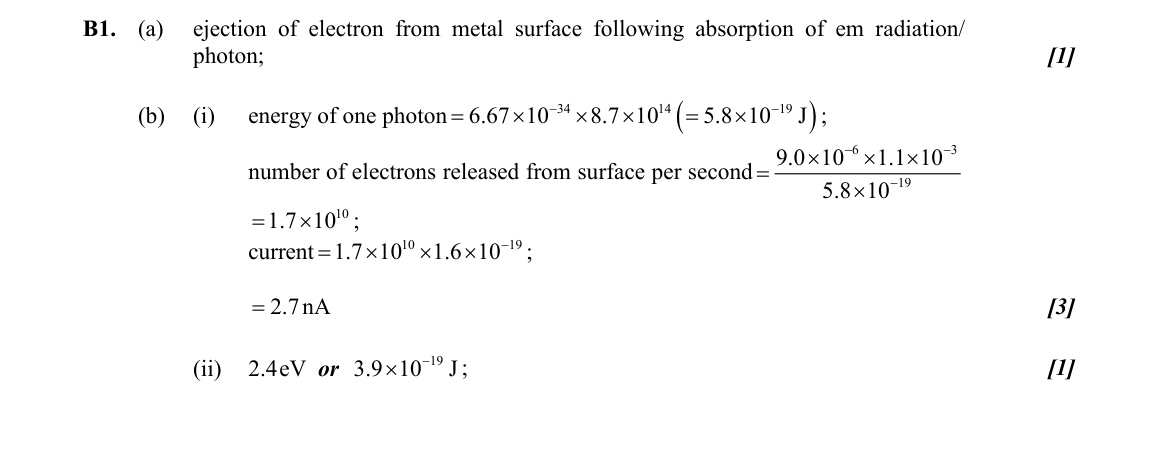 B1. (a) ejection of electron from metal surface following absorption of em radiation/
photon; [1]
(b) (i) energy of one photon = 6.67×10⁻³⁴ ×8.7×10¹⁴ (= 5.8×10⁻¹⁹ J);
number of electrons released from surface per second = (9.0×10⁻⁶ ×1.1×10⁻³)/(5.8×10⁻¹⁹)
=1.7×10¹⁰;
current = 1.7×10¹⁰ ×1.6×10⁻¹⁹;
= 2.7 nA [3]
(ii) 2.4eV or 3.9×10⁻¹⁹ J; [1]